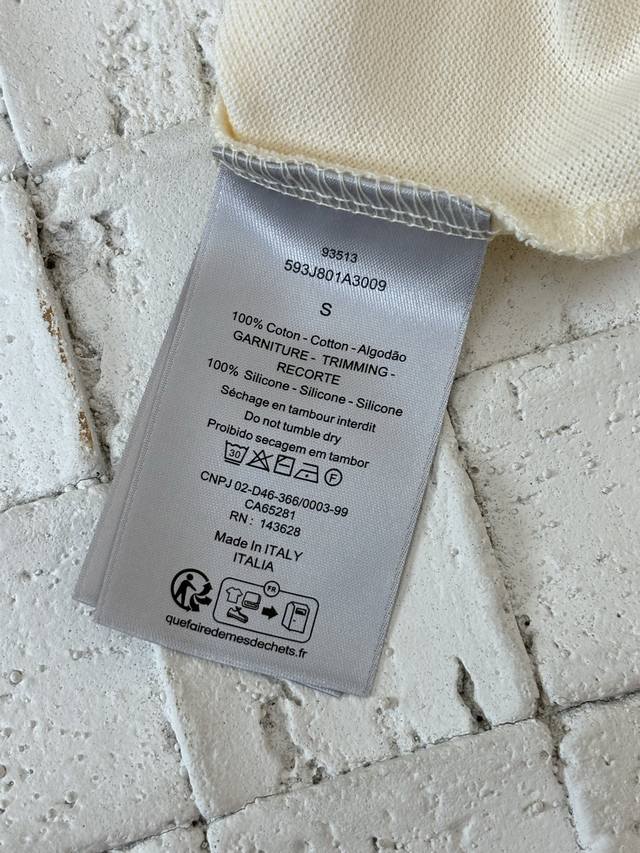 93513
593J801A3009
S
100% Coton - Cotton - Algodão
GARNITURE - TRIMMING -
RECORTE
100% Silicone - Silicone - Silicone
Séchage en tambour interdit
Do not tumble dry
Proibido secagem em tambor
30 F
CNPJ 02-D46-366/0003-99
CA65281
RN : 143628
Made In ITALY
ITALIA
FR
quefairedemesdechets.fr